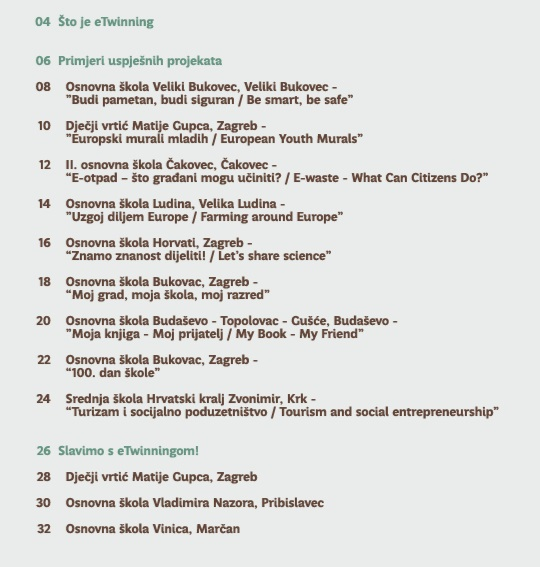 04 Što je eTwinning
06 Primjeri uspješnih projekata
08 Osnovna škola Veliki Bukovec, Veliki Bukovec -
”Budi pametan, budi siguran / Be smart, be safe”
10 Dječji vrtić Matije Gupca, Zagreb -
”Europski murali mladih / European Youth Murals”
12 II. osnovna škola Čakovec, Čakovec -
“E-otpad – što građani mogu učiniti? / E-waste - What Can Citizens Do?”
14 Osnovna škola Ludina, Velika Ludina -
”Uzgoj diljem Europe / Farming around Europe”
16 Osnovna škola Horvati, Zagreb -
“Znamo znanost dijeliti! / Let’s share science”
18 Osnovna škola Bukovac, Zagreb -
“Moj grad, moja škola, moj razred”
20 Osnovna škola Budaševo - Topolovac - Gušće, Budaševo -
”Moja knjiga - Moj prijatelj / My Book - My Friend”
22 Osnovna škola Bukovac, Zagreb -
“100. dan škole”
24 Srednja škola Hrvatski kralj Zvonimir, Krk -
“Turizam i socijalno poduzetništvo / Tourism and social entrepreneurship”
26 Slavimo s eTwinningom!
28 Dječji vrtić Matije Gupca, Zagreb
30 Osnovna škola Vladimira Nazora, Pribislavec
32 Osnovna škola Vinica, Marčan